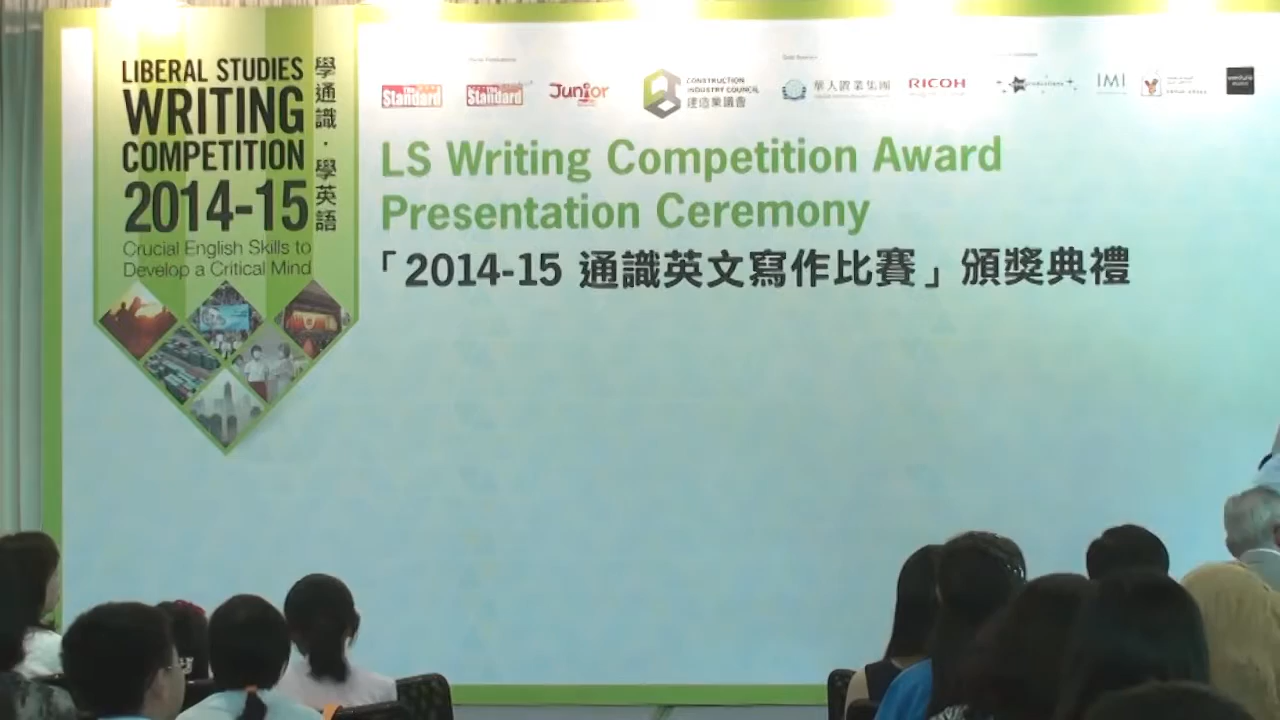 LIBERAL STUDIES
WRITING
COMPETITION
2014-15
Crucial English Skills to
Develop a Critical Mind
學通識・學英語
The Standard
The Standard
Junior
CONSTRUCTION
INDUSTRY COUNCIL
建造業議會
華人置業集團
RICOH
IMI
LS Writing Competition Award
Presentation Ceremony
「2014-15 通識英文寫作比賽」頒獎典禮